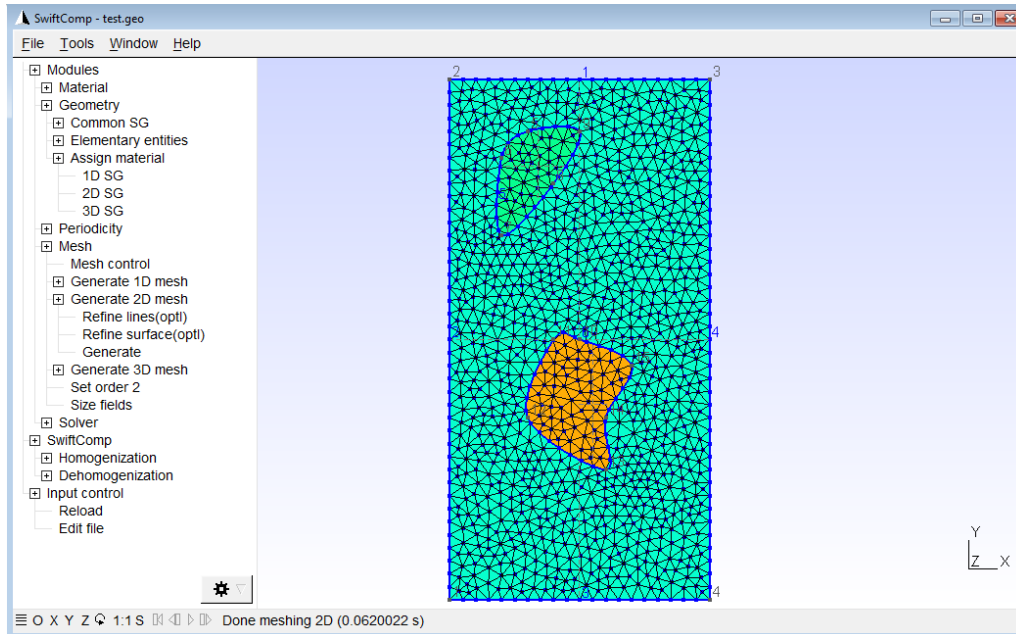 SwiftComp - test.geo
File Tools Window Help
Modules
Material
Geometry
Common SG
Elementary entities
Assign material
1D SG
2D SG
3D SG
Periodicity
Mesh
Mesh control
Generate 1D mesh
Generate 2D mesh
Refine lines(optl)
Refine surface(optl)
Generate
Generate 3D mesh
Set order 2
Size fields
Solver
SwiftComp
Homogenization
Dehomogenization
Input control
Reload
Edit file
2 1 3
4
1 4
Y
Z X
O X Y Z 1:1 S Done meshing 2D (0.0620022 s)